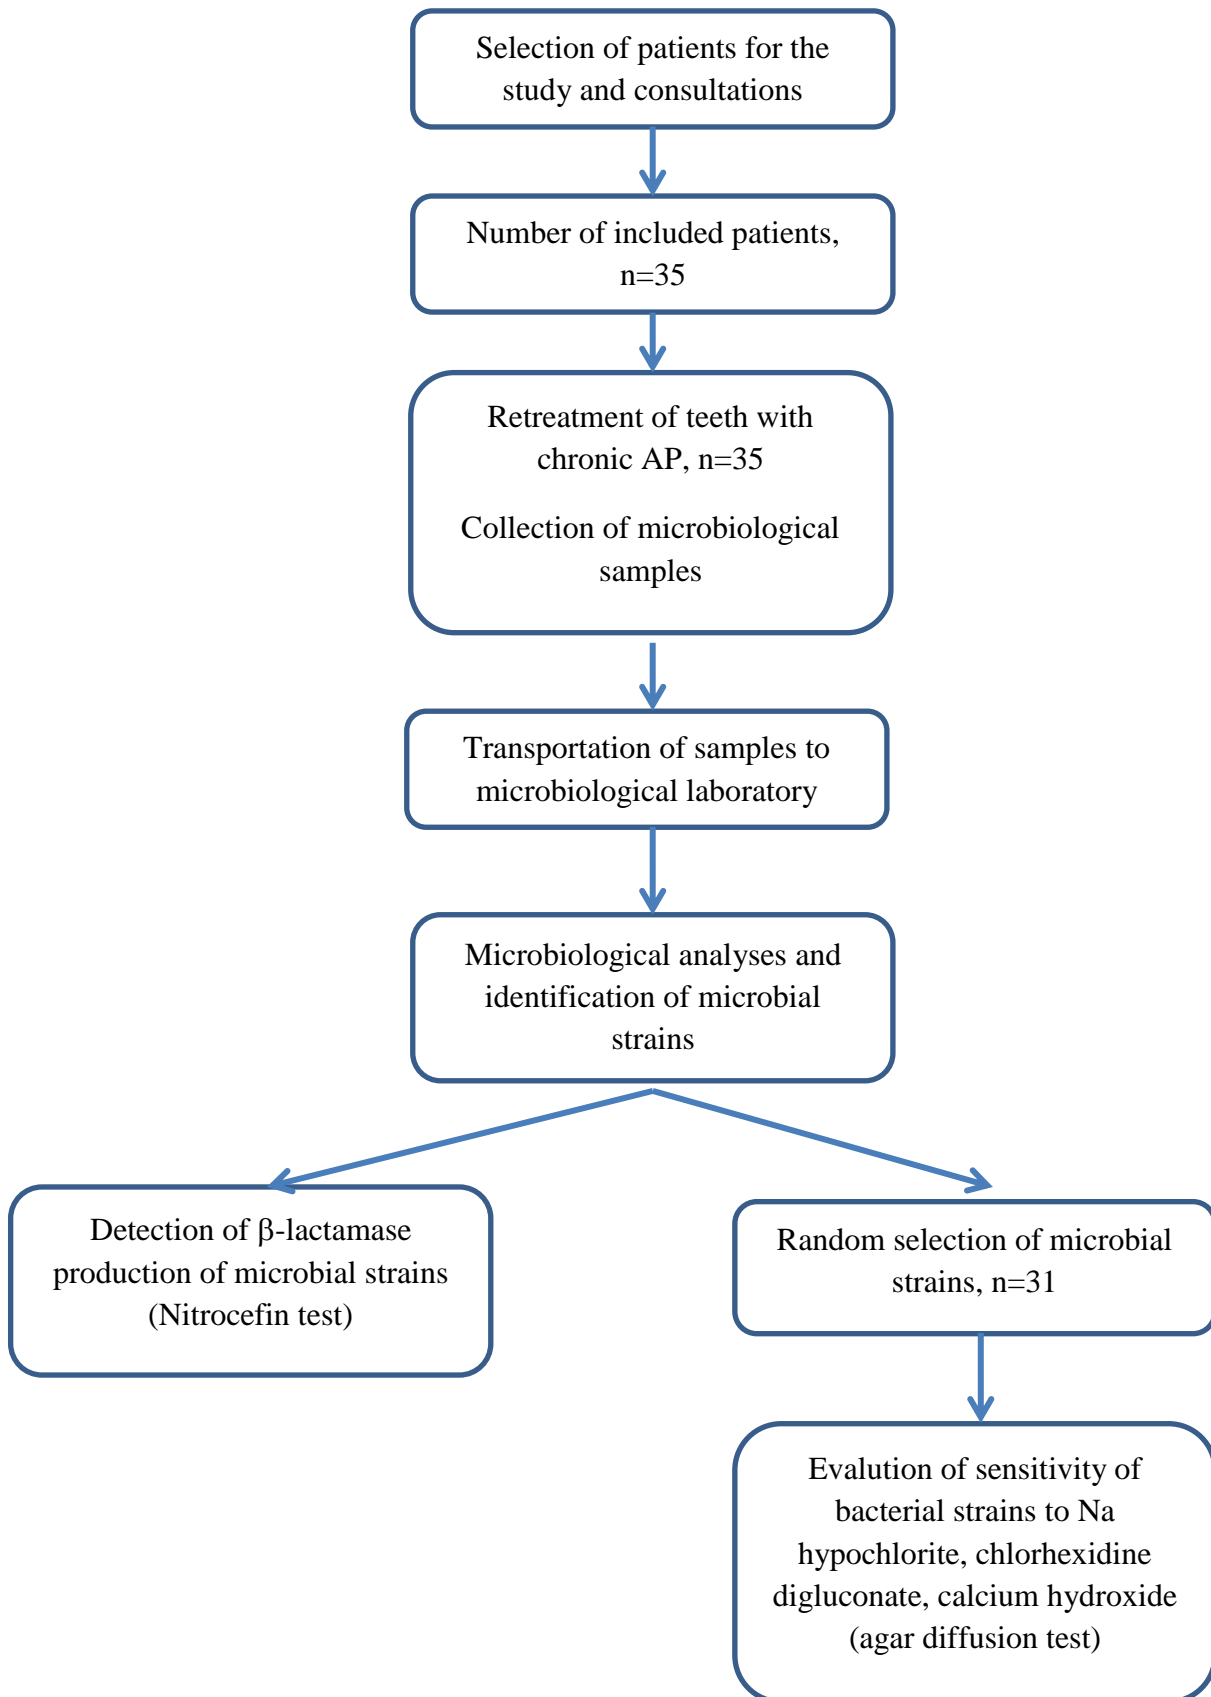 Selection of patients for the
study and consultations
Number of included patients,
n=35
Retreatment of teeth with
chronic AP, n=35
Collection of microbiological
samples
Transportation of samples to
microbiological laboratory
Microbiological analyses and
identification of microbial
strains
Detection of β-lactamase
production of microbial strains
(Nitrocefin test)
Random selection of microbial
strains, n=31
Evalution of sensitivity of
bacterial strains to Na
hypochlorite, chlorhexidine
digluconate, calcium hydroxide
(agar diffusion test)